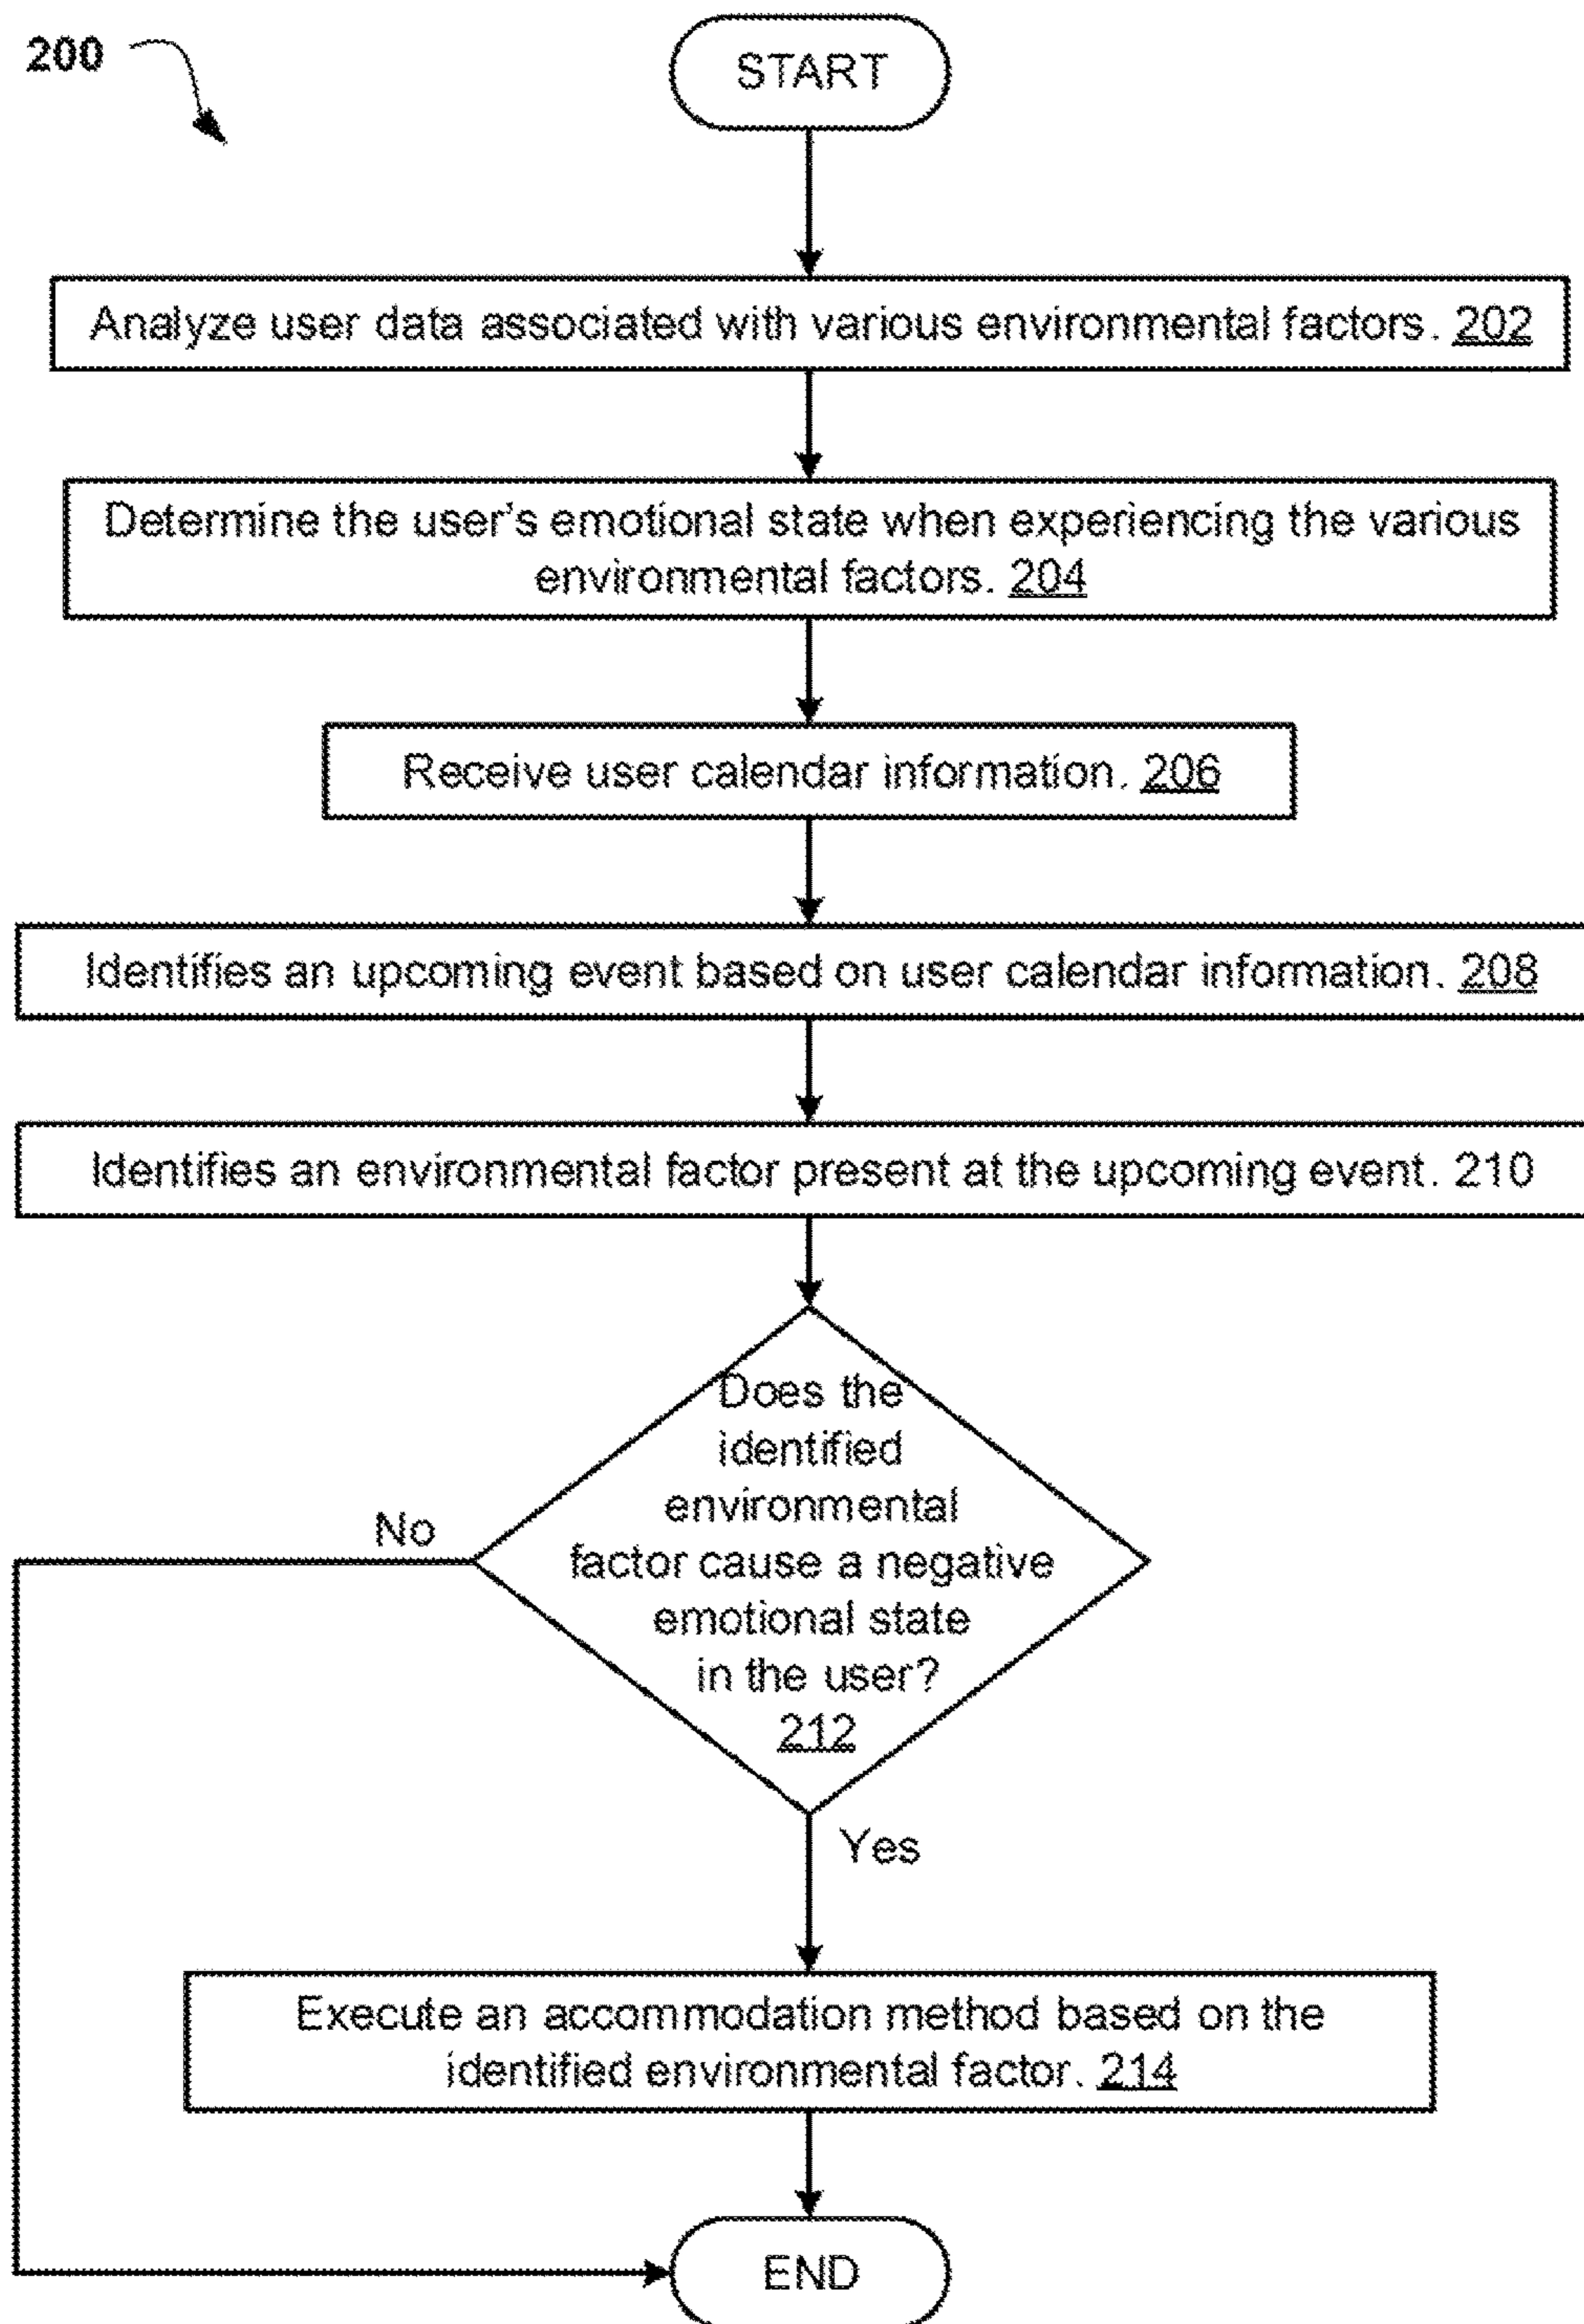 200
START
Analyze user data associated with various environmental factors. 202
Determine the user's emotional state when experiencing the various
environmental factors. 204
Receive user calendar information. 206
Identifies an upcoming event based on user calendar information. 208
Identifies an environmental factor present at the upcoming event. 210
Does the
identified
environmental
factor cause a negative
emotional state
in the user?
212
No
Yes
Execute an accommodation method based on the
identified environmental factor. 214
END